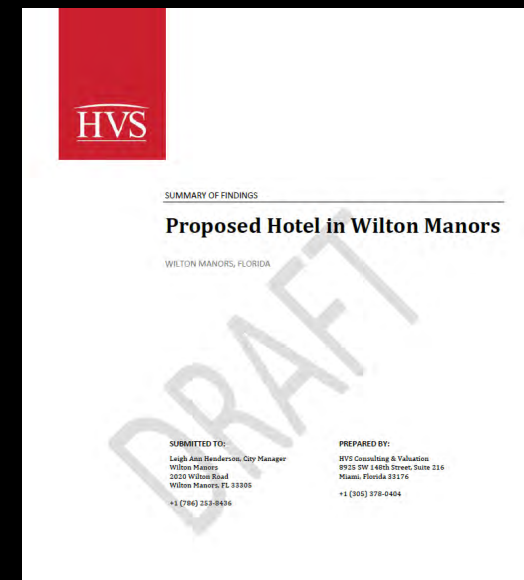 HVS
SUMMARY OF FINDINGS
Proposed Hotel in Wilton Manors
WILTON MANORS, FLORIDA
DRAFT
SUBMITTED TO:
Leigh Ann Henderson, City Manager
Wilton Manors
2020 Wilton Road
Wilton Manors, FL 33305
+1 (786) 253-8436
PREPARED BY:
HVS Consulting & Valuation
8925 SW 148th Street, Suite 216
Miami, Florida 33176
+1 (305) 378-0404